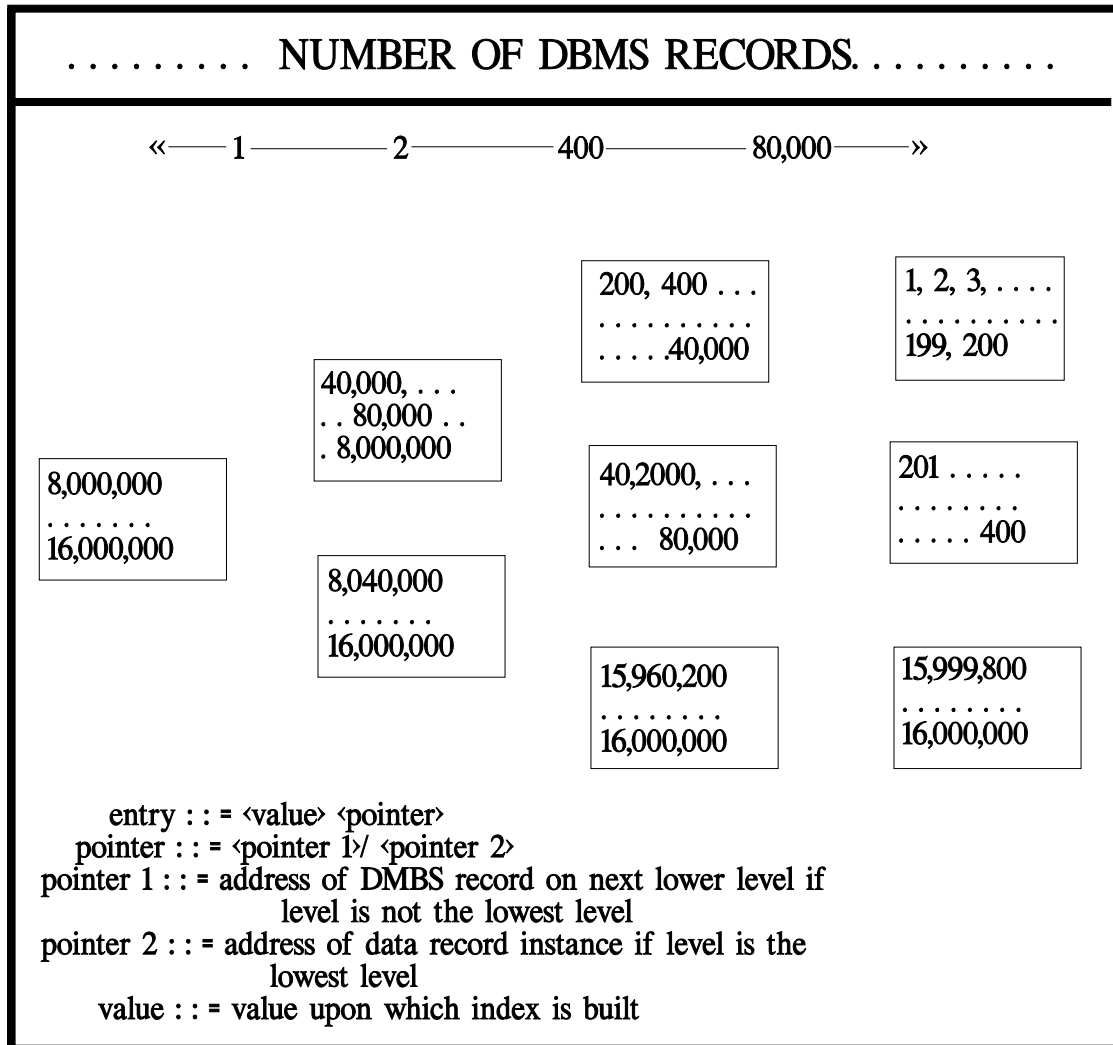 . . . . . . . . . NUMBER OF DBMS RECORDS. . . . . . . . . .
«——1————2————400————80,000——»
200, 400 . . .
. . . . . . . . . .
. . . . .40,000
1, 2, 3, . . . .
. . . . . . . . . .
199, 200
40,000, . . .
. . 80,000 . .
. 8,000,000
8,000,000
. . . . . . .
16,000,000
40,2000, . . .
. . . . . . . . . .
. . . 80,000
201 . . . . .
. . . . . . . .
. . . . . 400
8,040,000
. . . . . . .
16,000,000
15,960,200
. . . . . . . .
16,000,000
15,999,800
. . . . . . . .
16,000,000
entry : : = ‹value› ‹pointer›
pointer : : = ‹pointer 1›/ ‹pointer 2›
pointer 1 : : = address of DMBS record on next lower level if
level is not the lowest level
pointer 2 : : = address of data record instance if level is the
lowest level
value : : = value upon which index is built